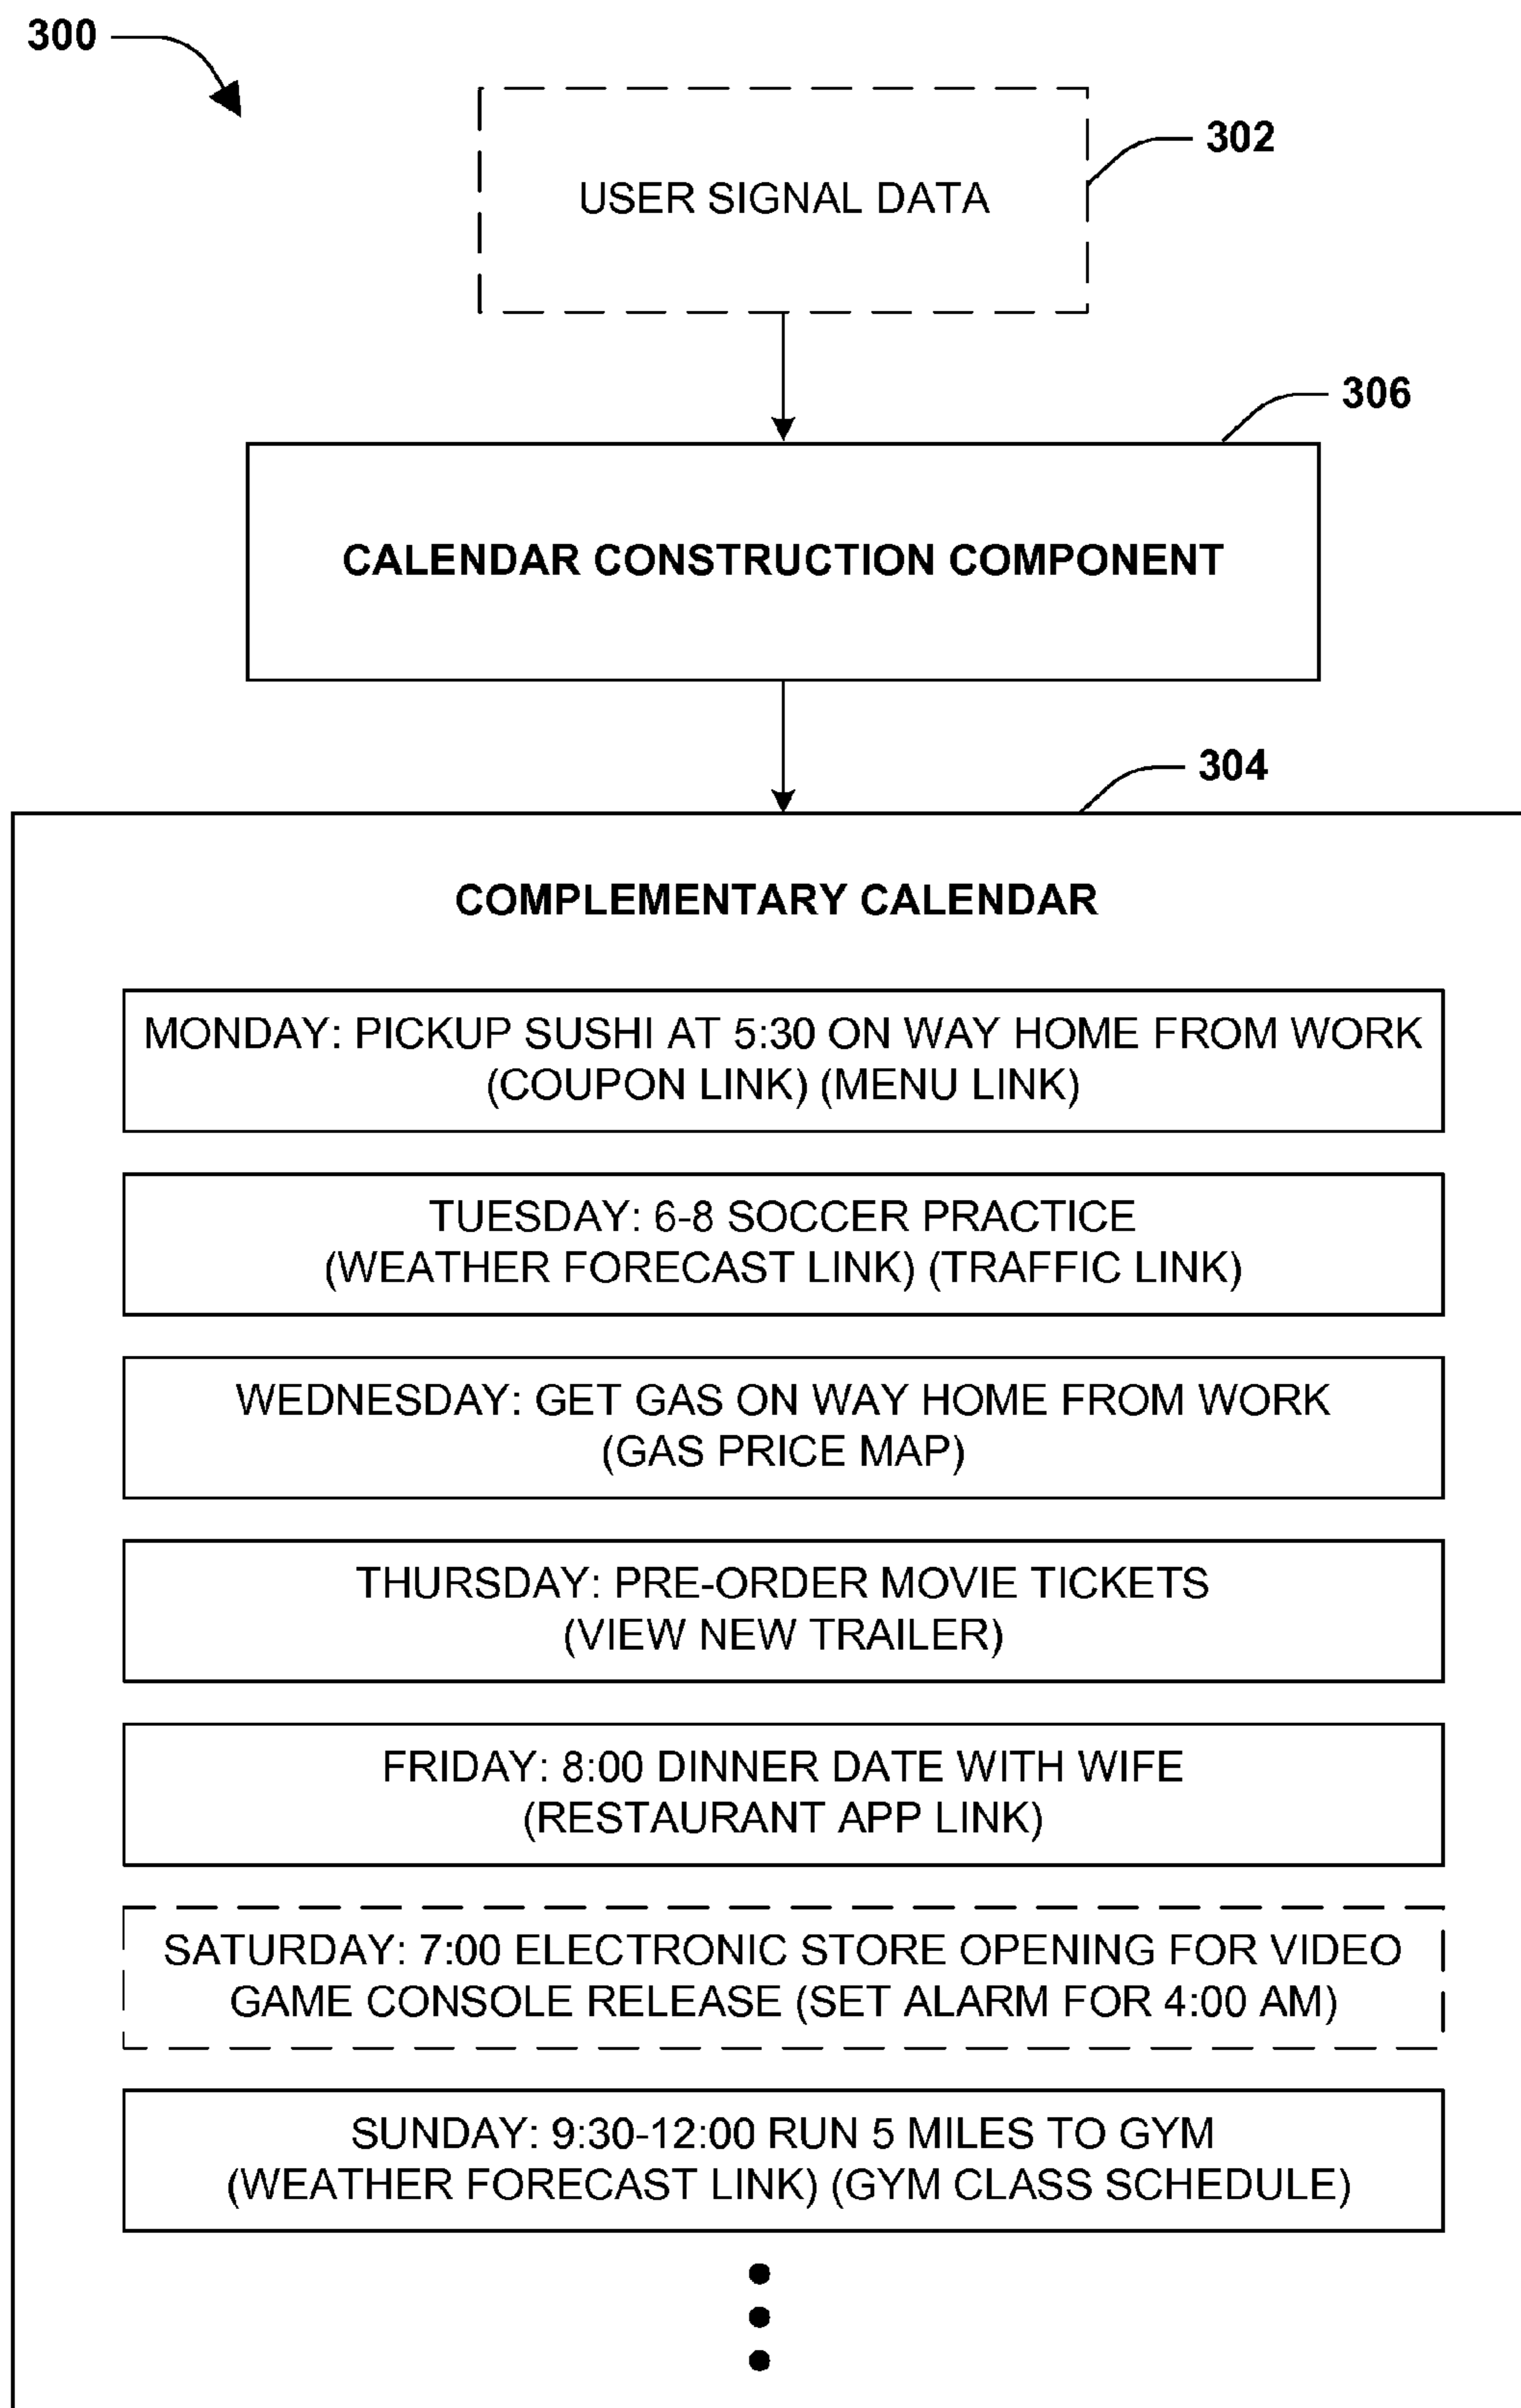 300
302
USER SIGNAL DATA
306
CALENDAR CONSTRUCTION COMPONENT
304
COMPLEMENTARY CALENDAR
MONDAY: PICKUP SUSHI AT 5:30 ON WAY HOME FROM WORK
(COUPON LINK) (MENU LINK)
TUESDAY: 6-8 SOCCER PRACTICE
(WEATHER FORECAST LINK) (TRAFFIC LINK)
WEDNESDAY: GET GAS ON WAY HOME FROM WORK
(GAS PRICE MAP)
THURSDAY: PRE-ORDER MOVIE TICKETS
(VIEW NEW TRAILER)
FRIDAY: 8:00 DINNER DATE WITH WIFE
(RESTAURANT APP LINK)
SATURDAY: 7:00 ELECTRONIC STORE OPENING FOR VIDEO
GAME CONSOLE RELEASE (SET ALARM FOR 4:00 AM)
SUNDAY: 9:30-12:00 RUN 5 MILES TO GYM
(WEATHER FORECAST LINK) (GYM CLASS SCHEDULE)